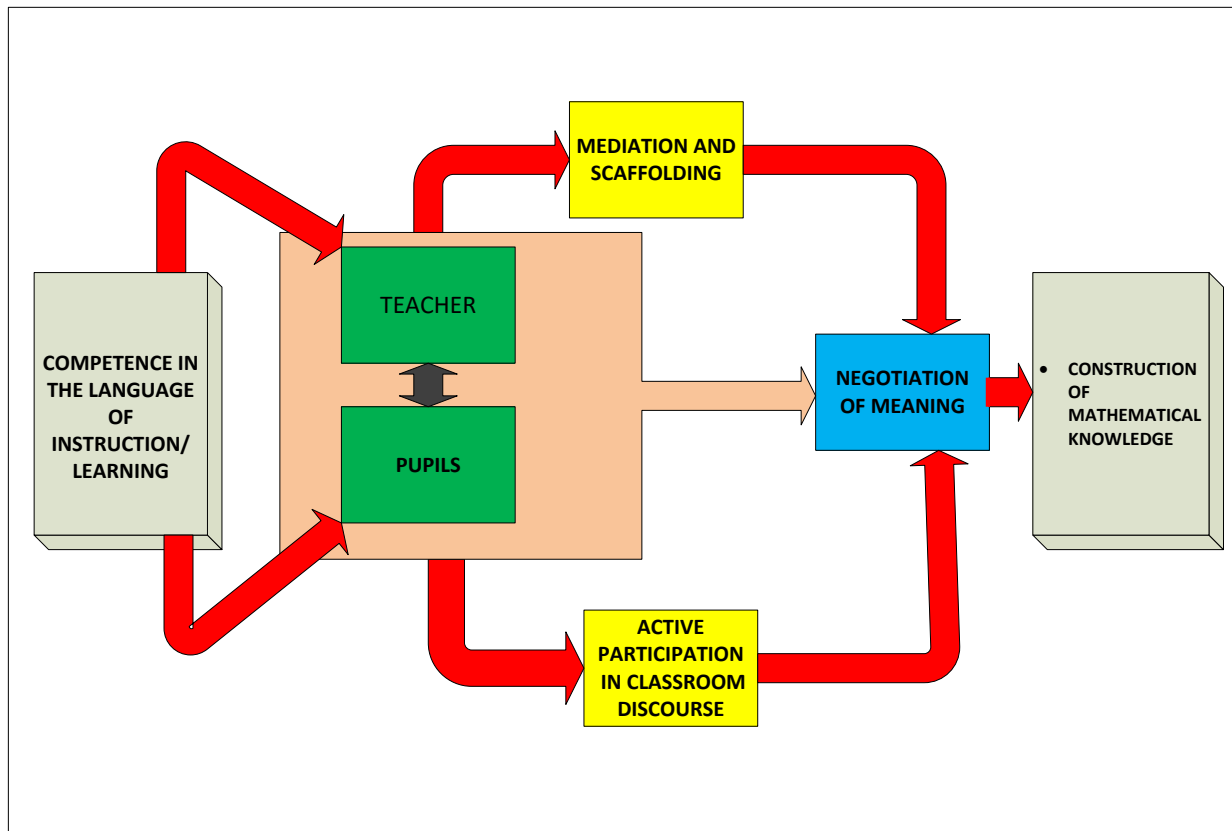 MEDIATION AND
SCAFFOLDING
TEACHER
COMPETENCE IN
THE LANGUAGE
OF
INSTRUCTION/
LEARNING
PUPILS
NEGOTIATION
OF MEANING
• CONSTRUCTION
OF
MATHEMATICAL
KNOWLEDGE
ACTIVE
PARTICIPATION
IN CLASSROOM
DISCOURSE